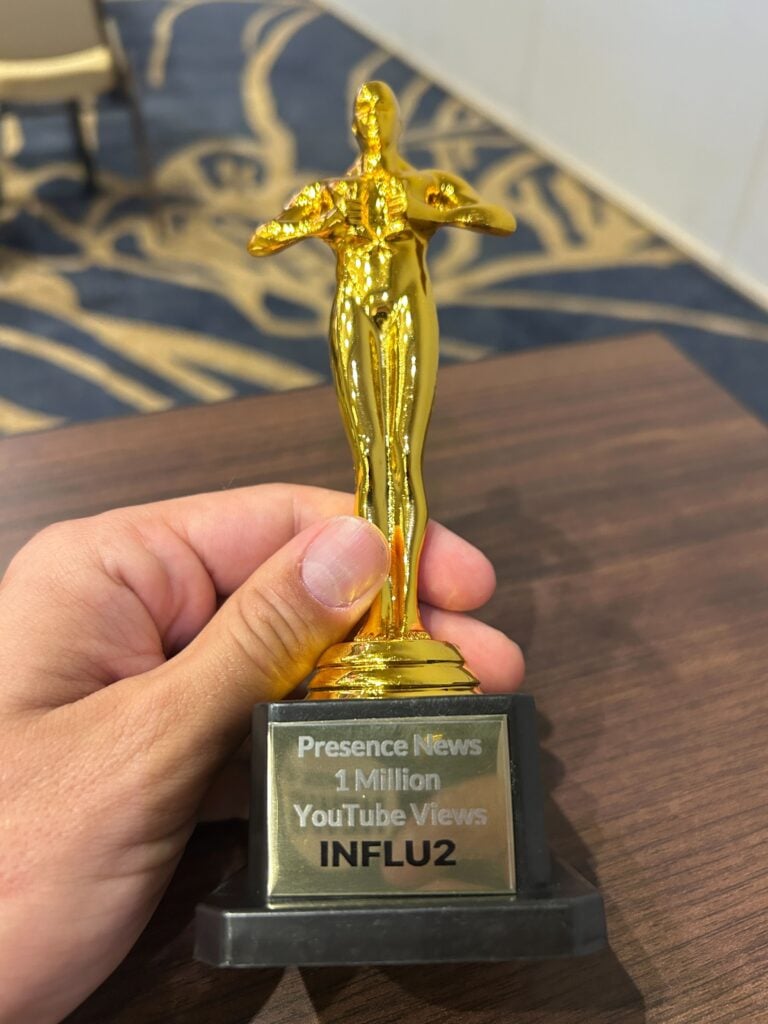 Presence News
1 Million
YouTube Views
INFLU2